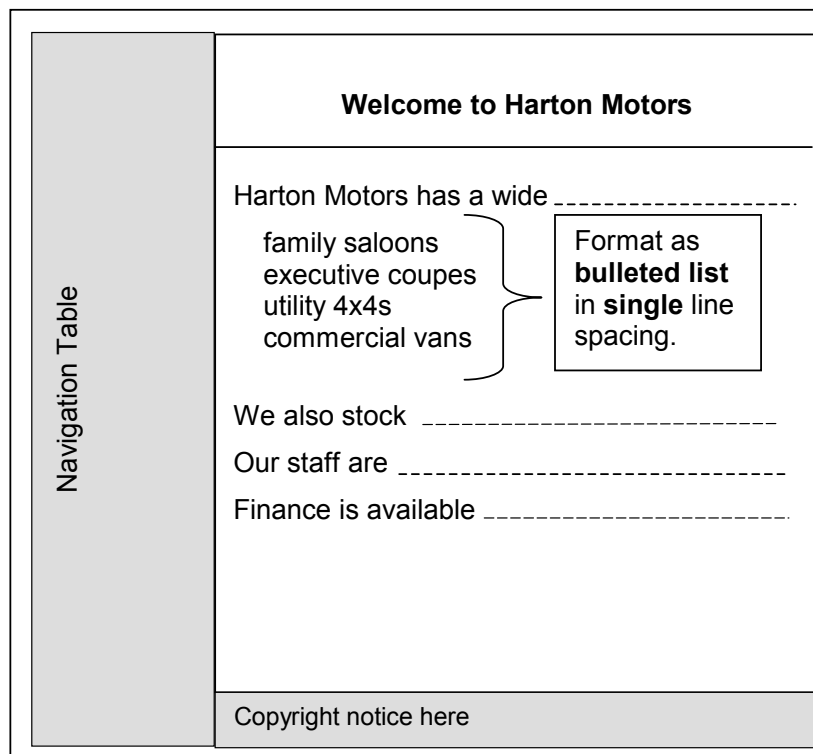 Welcome to Harton Motors
Navigation Table
Harton Motors has a wide
family saloons
executive coupes
utility 4x4s
commercial vans
Format as
bulleted list
in single line
spacing.
We also stock
Our staff are
Finance is available
Copyright notice here